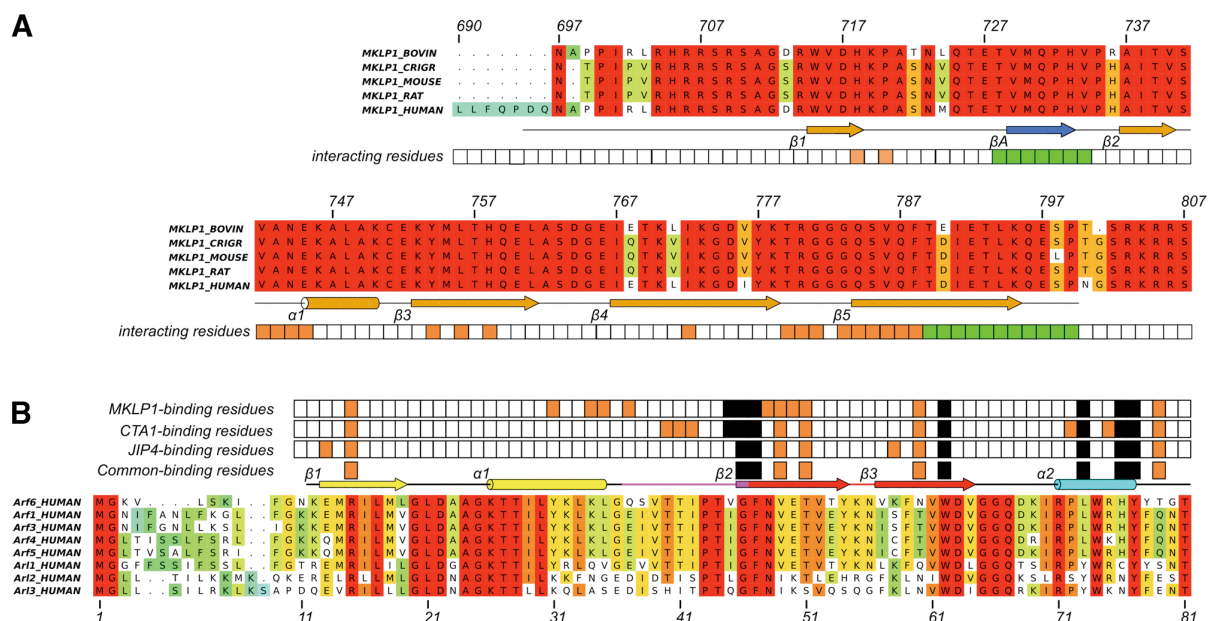 A
690 697 707 717 727 737
MKLP1_BOVIN . . . . . . . N A P P I R L R H R R S R S A G D R W V D H K P A T N L Q T E T V M Q P H V P R A I T V S
MKLP1_CRIGR . . . . . . . N . T P I P V R H R R S R S A G S R W V D H K P A S N V Q T E T V M Q P H V P H A I T V S
MKLP1_MOUSE . . . . . . . N . T P I P V R H R R S R S A G S R W V D H K P A S N V Q T E T V M Q P H V P H A I T V S
MKLP1_RAT . . . . . . . N . T P I P V R H R R S R S A G S R W V D H K P A S N V Q T E T V M Q P H V P H A I T V S
MKLP1_HUMAN L L F Q P D Q N A P P I R L R H R R S R S A G D R W V D H K P A S N M Q T E T V M Q P H V P H A I T V S
β1 βA β2
interacting residues
747 757 767 777 787 797 807
MKLP1_BOVIN V A N E K A L A K C E K Y M L T H Q E L A S D G E I E T K L I K G D V Y K T R G G G Q S V Q F T E I E T L K Q E S P T . S R K R R S
MKLP1_CRIGR V A N E K A L A K C E K Y M L T H Q E L A S D G E I Q T K V I K G D V Y K T R G G G Q S V Q F T D I E T L K Q E S P T G S R K R R S
MKLP1_MOUSE V A N E K A L A K C E K Y M L T H Q E L A S D G E I Q T K V I K G D V Y K T R G G G Q S V Q F T D I E T L K Q E L P T G S R K R R S
MKLP1_RAT V A N E K A L A K C E K Y M L T H Q E L A S D G E I Q T K V I K G D V Y K T R G G G Q S V Q F T D I E T L K Q E S P T G S R K R R S
MKLP1_HUMAN V A N E K A L A K C E K Y M L T H Q E L A S D G E I E T K L I K G D I Y K T R G G G Q S V Q F T D I E T L K Q E S P N G S R K R R S
α1 β3 β4 β5
interacting residues
B
MKLP1-binding residues
CTA1-binding residues
JIP4-binding residues
Common-binding residues
β1 α1 β2 β3 α2
Arf6_HUMAN M G K V . . . . L S K I . . F G N K E M R I L M L G L D A A G K T T I L Y K L K L G Q S V T T I P T V G F N V E T V T Y K N V K F N V W D V G G Q D K I R P L W R H Y Y T G T
Arf1_HUMAN M G N I F A N L F K G L . . F G K K E M R I L M V G L D A A G K T T I L Y K L K L G E I V T T I P T I G F N V E T V E Y K N I S F T V W D V G G Q D K I R P L W R H Y F Q N T
Arf3_HUMAN M G N I F G N L L K S L . . I G K K E M R I L M V G L D A A G K T T I L Y K L K L G E I V T T I P T I G F N V E T V E Y K N I S F T V W D V G G Q D K I R P L W R H Y F Q N T
Arf4_HUMAN M G L T I S S L F S R L . . F G K K Q M R I L M V G L D A A G K T T I L Y K L K L G E I V T T I P T I G F N V E T V E Y K N I C F T V W D V G G Q D R I R P L W K H Y F Q N T
Arf5_HUMAN M G L T V S A L F S R I . . F G K K Q M R I L M V G L D A A G K T T I L Y K L K L G E I V T T I P T I G F N V E T V E Y K N I C F T V W D V G G Q D K I R P L W R H Y F Q N T
Arl1_HUMAN M G G F F S S I F S S L . . F G T R E M R I L I L G L D G A G K T T I L Y R L Q V G E V V T T I P T I G F N V E T V T Y K N L K F Q V W D L G G Q T S I R P Y W R C Y Y S N T
Arl2_HUMAN M G L L . . T I L K K M K . Q K E R E L R L L M L G L D N A G K T T I L K K F N G E D I D T I S P T L G F N I K T L E H R G F K L N I W D V G G Q K S L R S Y W R N Y F E S T
Arl3_HUMAN M G L L . . S I L R K L K S A P D Q E V R I L L L G L D N A G K T T L L K Q L A S E D I S H I T P T Q G F N I K S V Q S Q G F K L N V W D I G G Q R K I R P Y W K N Y F E N T
1 11 21 31 41 51 61 71 81